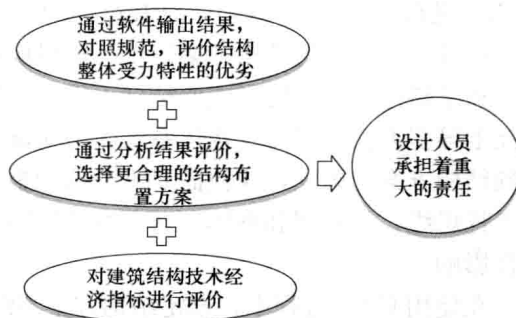 通过软件输出结果，
对照规范，评价结构
整体受力特性的优劣
通过分析结果评价，
选择更合理的结构布
置方案
设计人员
承担着重
大的责任
对建筑结构技术经
济指标进行评价